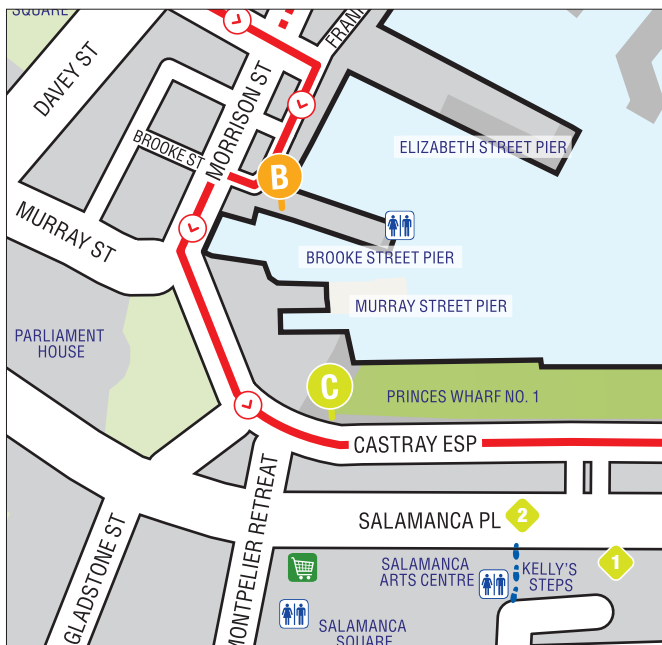 SQUARE
DAVEY ST
MORRISON ST
BROOKE ST
B
ELIZABETH STREET PIER
MURRAY ST
BROOKE STREET PIER
MURRAY STREET PIER
PARLIAMENT
HOUSE
C
PRINCES WHARF NO. 1
CASTRAY ESP
SALAMANCA PL
2
1
GLADSTONE ST
MONTPELIER RETREAT
SALAMANCA
ARTS CENTRE
KELLY'S
STEPS
SALAMANCA
SQUARE